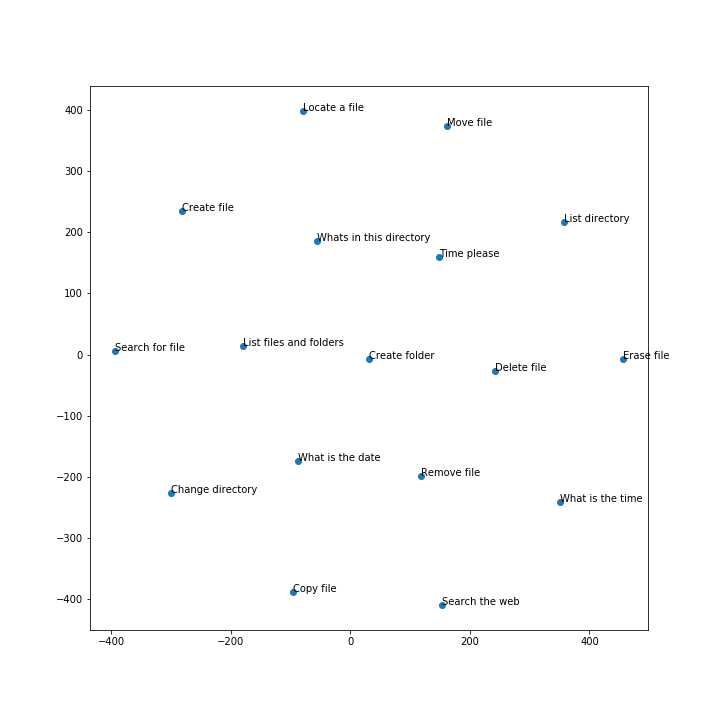 400
300
200
100
0
−100
−200
−300
−400
−400
−200
0
200
400
Locate a file
Move file
Create file
List directory
Whats in this directory
Time please
List files and folders
Search for file
Create folder
Erase file
Delete file
What is the date
Remove file
Change directory
What is the time
Copy file
Search the web